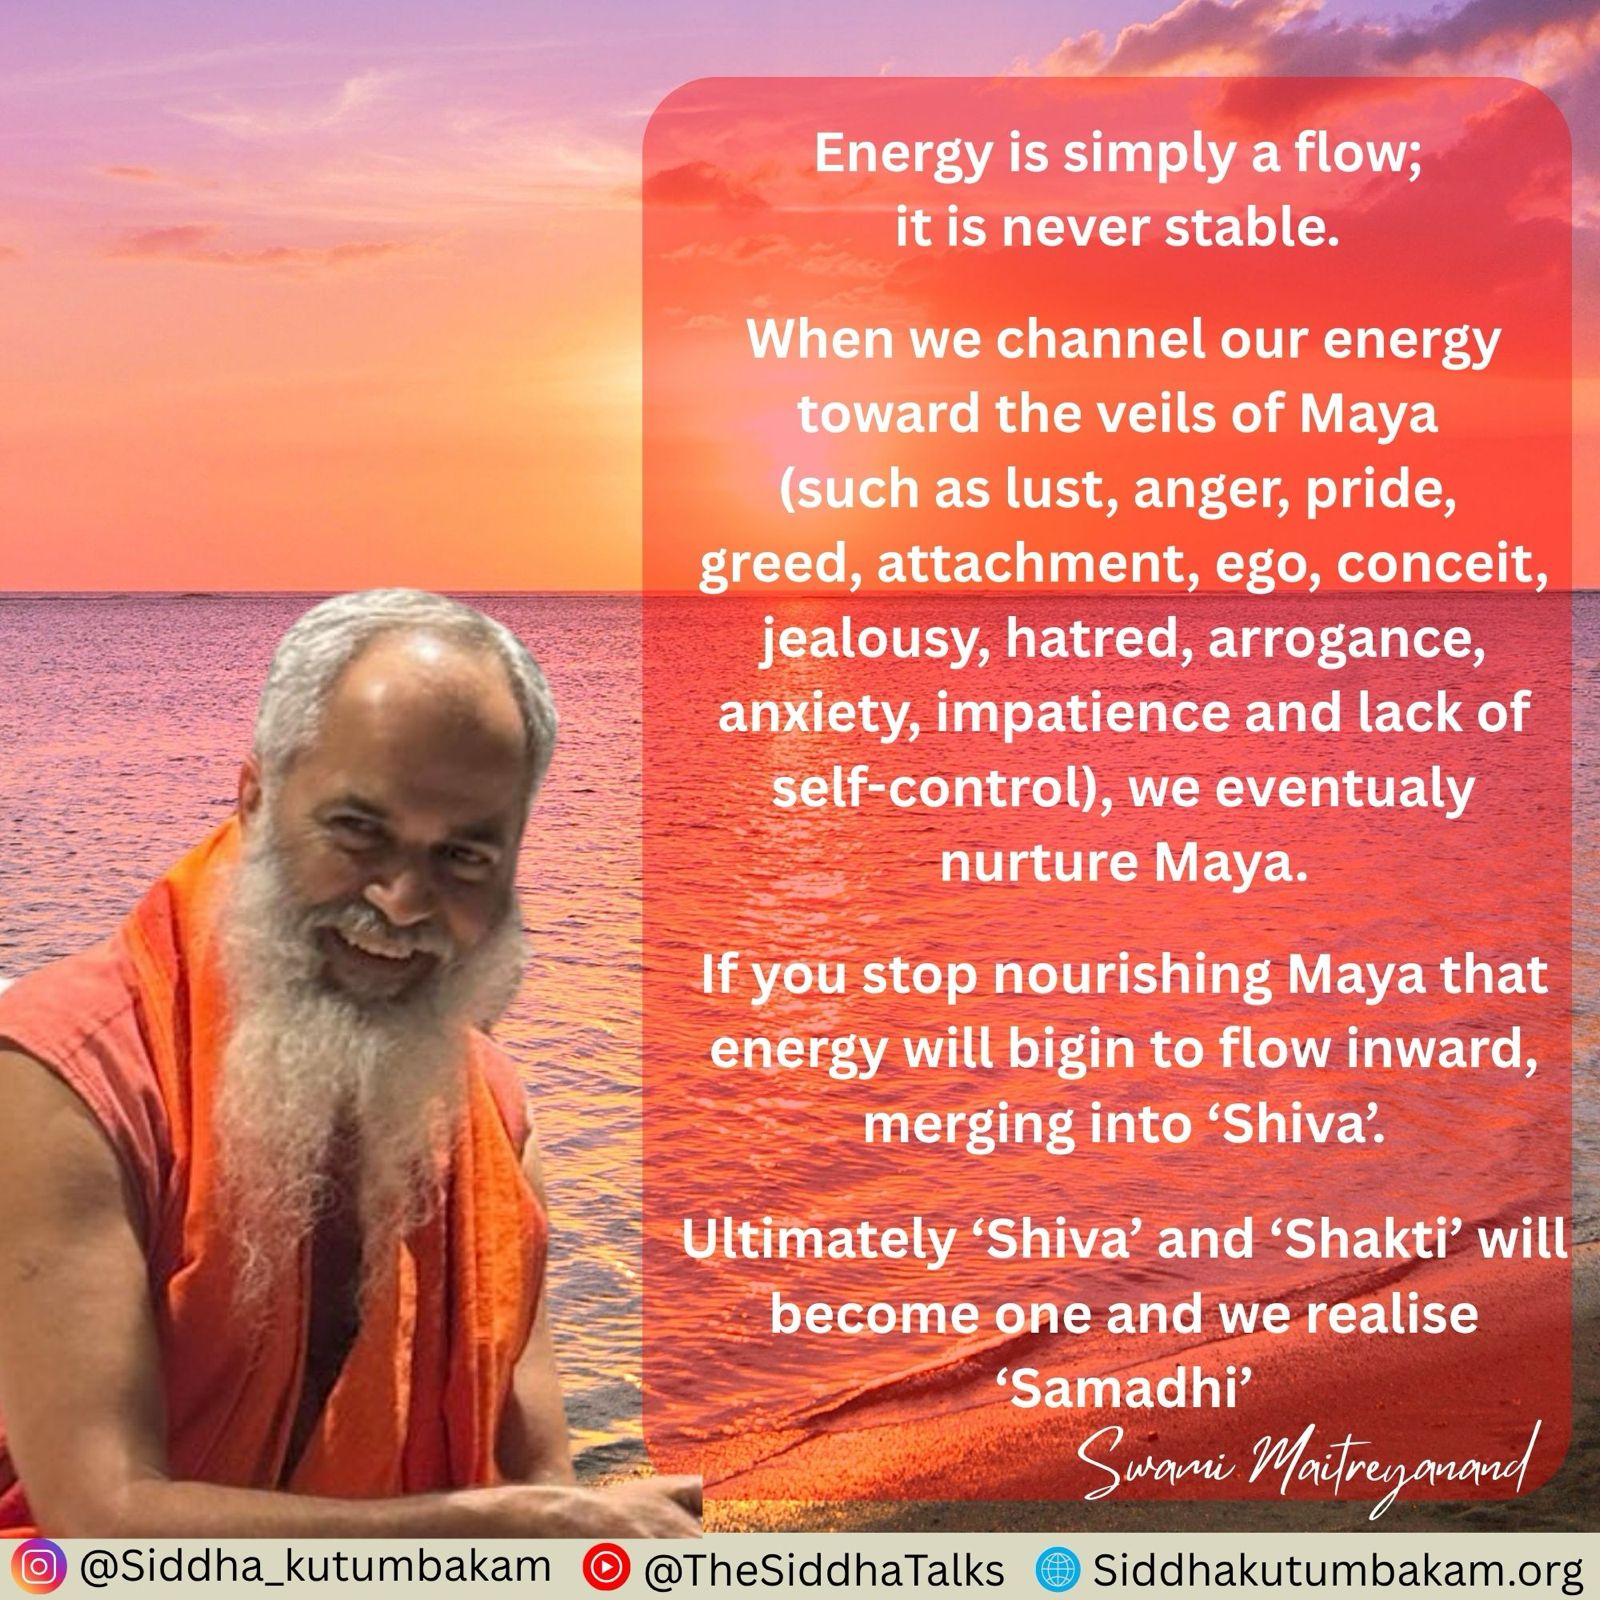 Energy is simply a flow;
it is never stable.
When we channel our energy
toward the veils of Maya
(such as lust, anger, pride,
greed, attachment, ego, conceit,
jealousy, hatred, arrogance,
anxiety, impatience and lack of
self-control), we eventualy
nurture Maya.
If you stop nourishing Maya that
energy will bigin to flow inward,
merging into ‘Shiva’.
Ultimately ‘Shiva’ and ‘Shakti’ will
become one and we realise
‘Samadhi’
Swami Maitreyanand
@Siddha_kutumbakam @TheSiddhaTalks Siddhakutumbakam.org